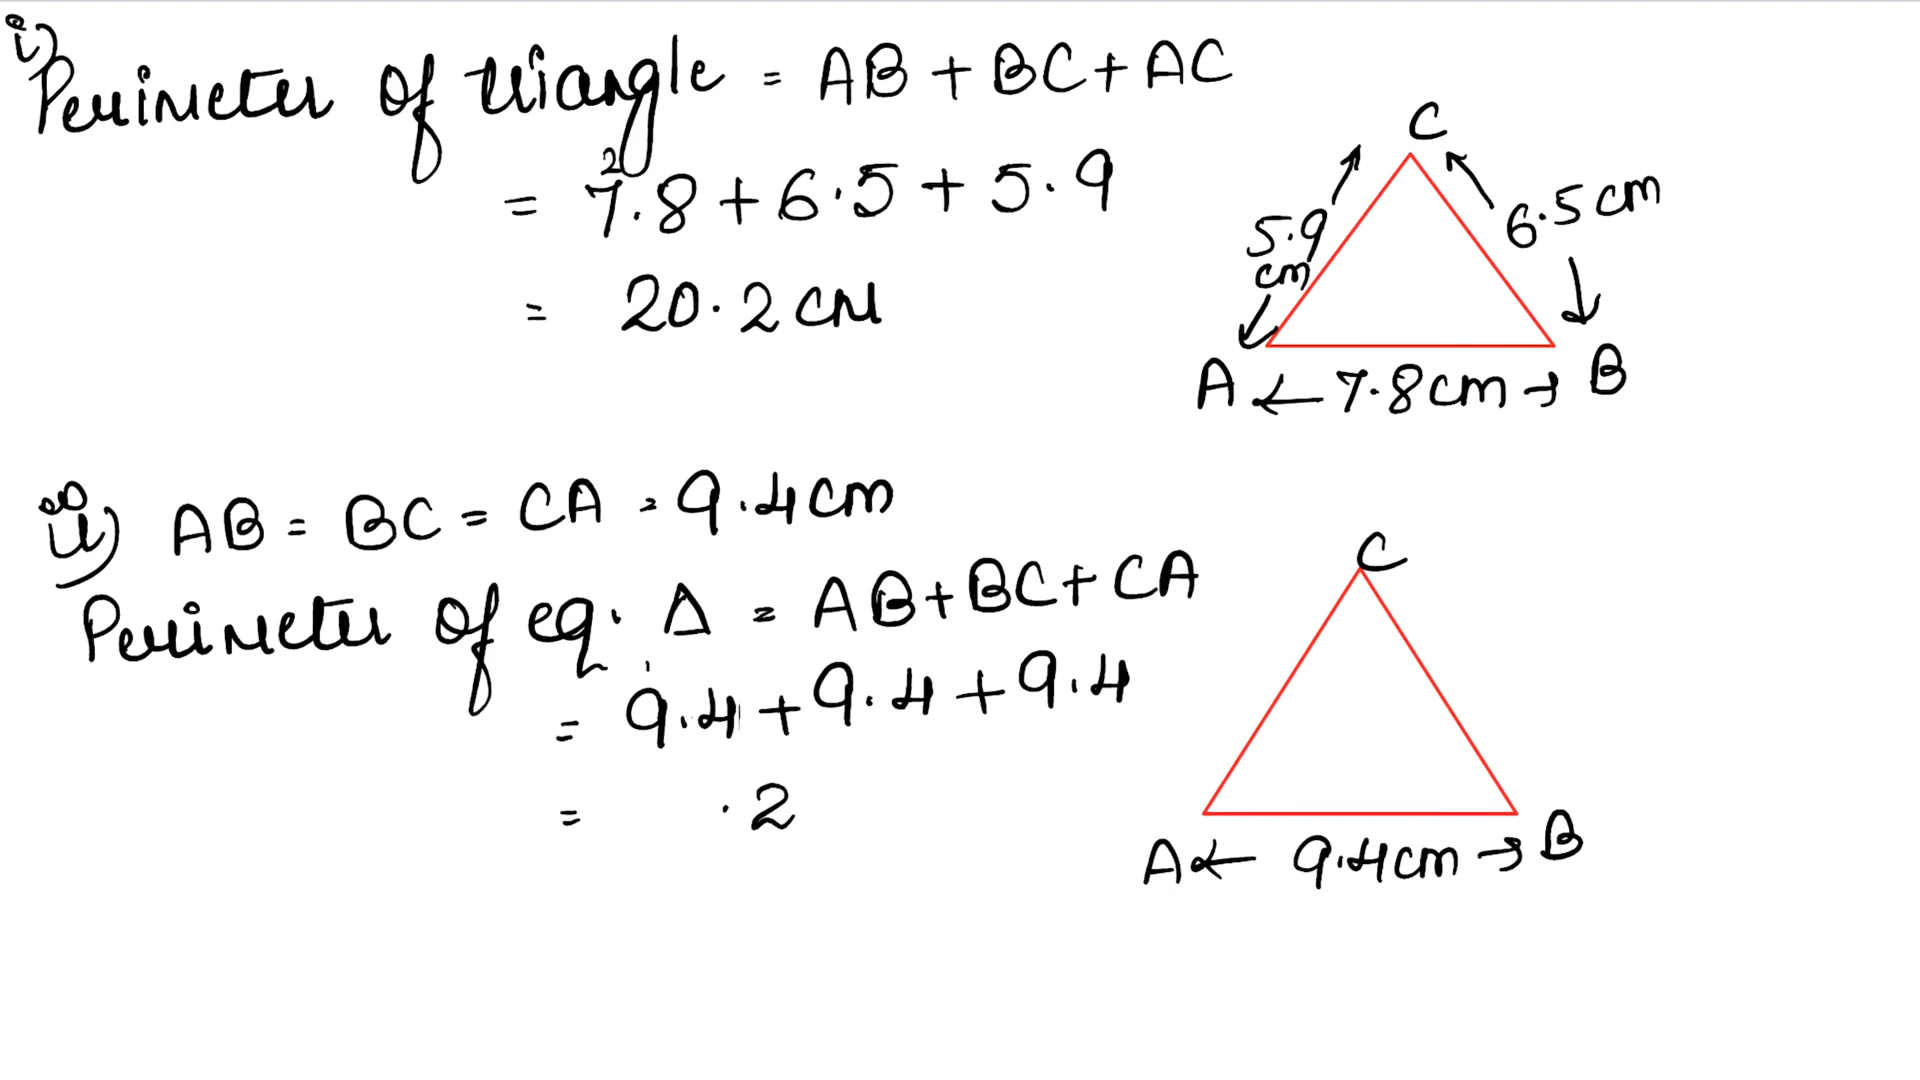 i) Perimeter of triangle = AB + BC + AC
2
= 7.8 + 6.5 + 5.9
= 20.2 cm
C
5.9 cm
6.5 cm
A ← 7.8 cm → B
ii) AB = BC = CA = 9.4 cm
Perimeter of eq. Δ = AB + BC + CA
1
= 9.4 + 9.4 + 9.4
= .2
C
A ← 9.4 cm → B